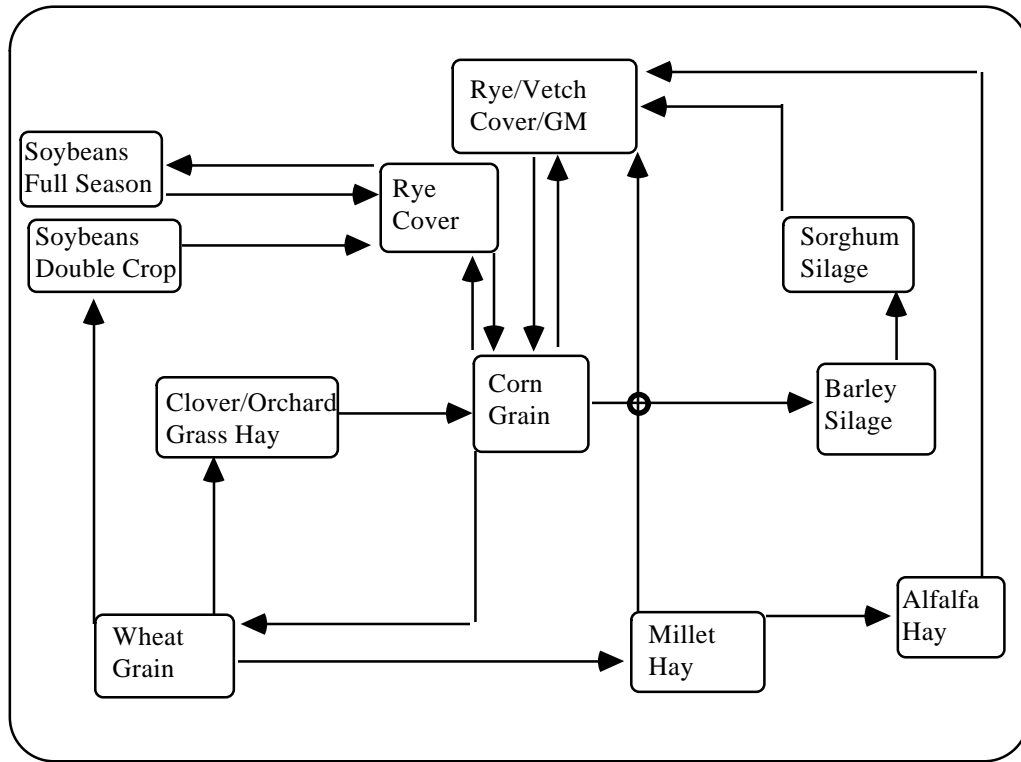 Rye/Vetch
Cover/GM
Soybeans
Full Season
Rye
Cover
Soybeans
Double Crop
Sorghum
Silage
Clover/Orchard
Grass Hay
Corn
Grain
Barley
Silage
Wheat
Grain
Millet
Hay
Alfalfa
Hay